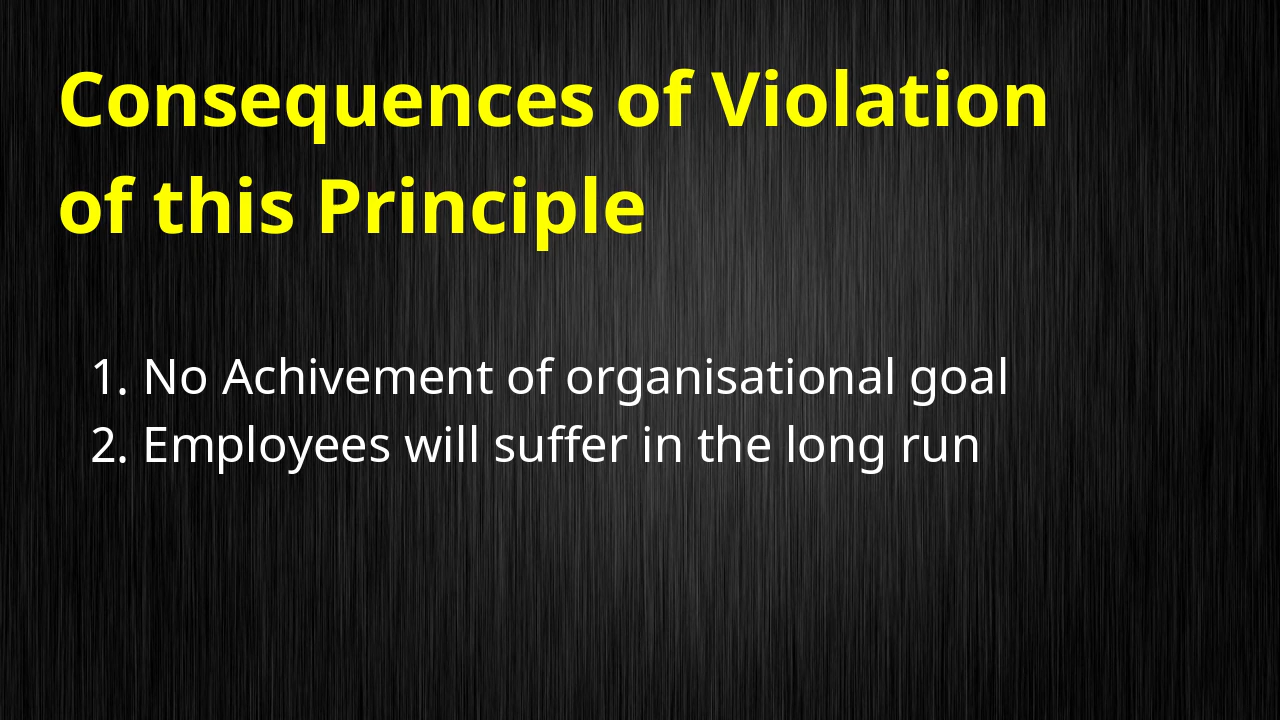 Consequences of Violation
of this Principle
1. No Achivement of organisational goal
2. Employees will suffer in the long run